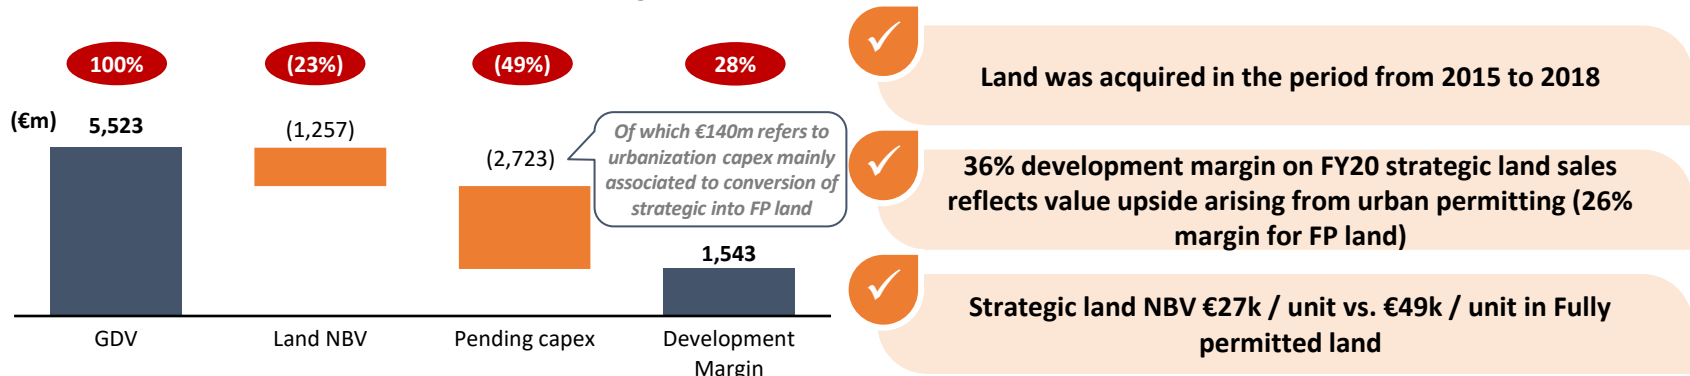 100%
(23%)
(49%)
28%
(€m)
5,523
(1,257)
(2,723)
Of which €140m refers to
urbanization capex mainly
associated to conversion of
strategic into FP land
1,543
GDV
Land NBV
Pending capex
Development
Margin
Land was acquired in the period from 2015 to 2018
36% development margin on FY20 strategic land sales
reflects value upside arising from urban permitting (26%
margin for FP land)
Strategic land NBV €27k / unit vs. €49k / unit in Fully
permitted land